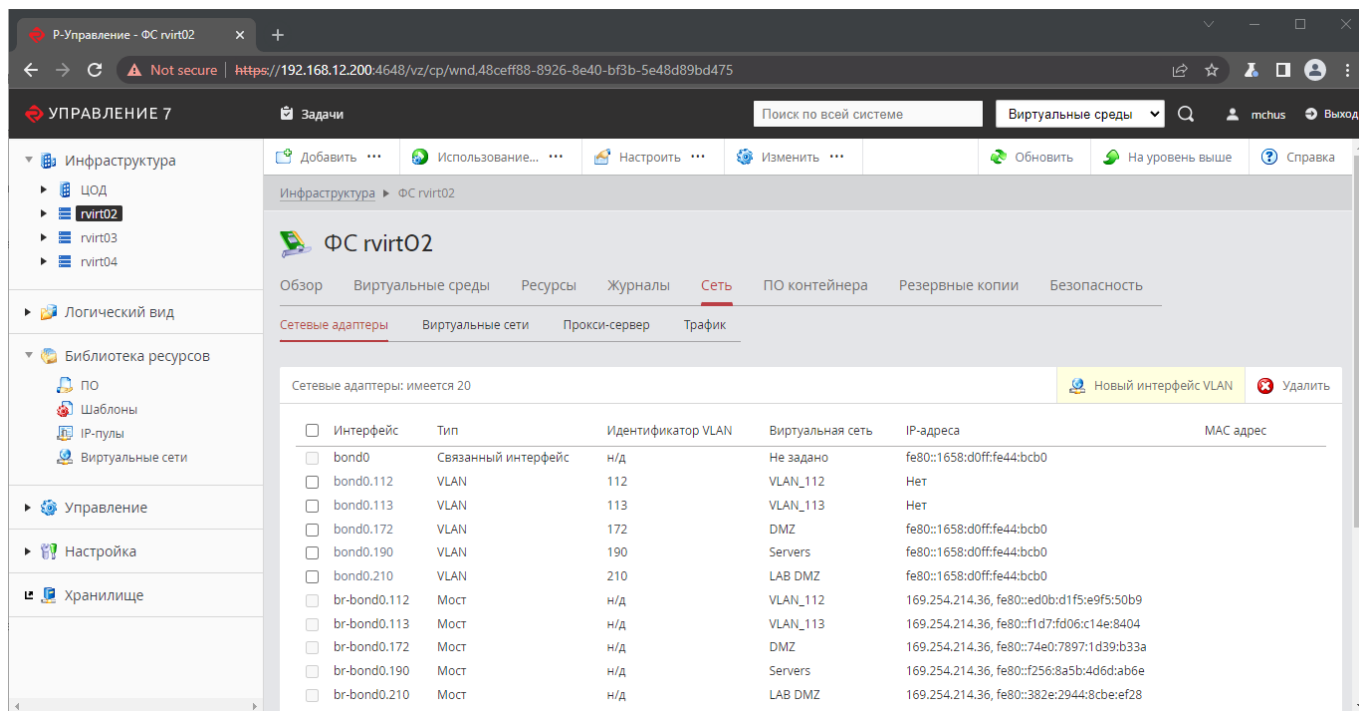 Р-Управление - ФС rvirt02
Not secure | https://192.168.12.200:4648/vz/cp/wnd,48ceff88-8926-8e40-bf3b-5e48d89bd475
УПРАВЛЕНИЕ 7
Задачи
Поиск по всей системе
Виртуальные среды
mchus
Выход
Инфраструктура
ЦОД
rvirt02
rvirt03
rvirt04
Логический вид
Библиотека ресурсов
ПО
Шаблоны
IP-пулы
Виртуальные сети
Управление
Настройка
Хранилище
Добавить ••• Использование... ••• Настроить ••• Изменить ••• Обновить На уровень выше Справка
Инфраструктура ▶ ФС rvirt02
ФС rvirtO2
Обзор Виртуальные среды Ресурсы Журналы Сеть ПО контейнера Резервные копии Безопасность
Сетевые адаптеры Виртуальные сети Прокси-сервер Трафик
Сетевые адаптеры: имеется 20 Новый интерфейс VLAN Удалить
Интерфейс Тип Идентификатор VLAN Виртуальная сеть IP-адреса MAC адрес
bond0 Связанный интерфейс н/д Не задано fe80::1658:d0ff:fe44:bcb0
bond0.112 VLAN 112 VLAN_112 Нет
bond0.113 VLAN 113 VLAN_113 Нет
bond0.172 VLAN 172 DMZ fe80::1658:d0ff:fe44:bcb0
bond0.190 VLAN 190 Servers fe80::1658:d0ff:fe44:bcb0
bond0.210 VLAN 210 LAB DMZ fe80::1658:d0ff:fe44:bcb0
br-bond0.112 Мост н/д VLAN_112 169.254.214.36, fe80::ed0b:d1f5:e9f5:50b9
br-bond0.113 Мост н/д VLAN_113 169.254.214.36, fe80::f1d7:fd06:c14e:8404
br-bond0.172 Мост н/д DMZ 169.254.214.36, fe80::74e0:7897:1d39:b33a
br-bond0.190 Мост н/д Servers 169.254.214.36, fe80::f256:8a5b:4d6d:ab6e
br-bond0.210 Мост н/д LAB DMZ 169.254.214.36, fe80::382e:2944:8cbe:ef28